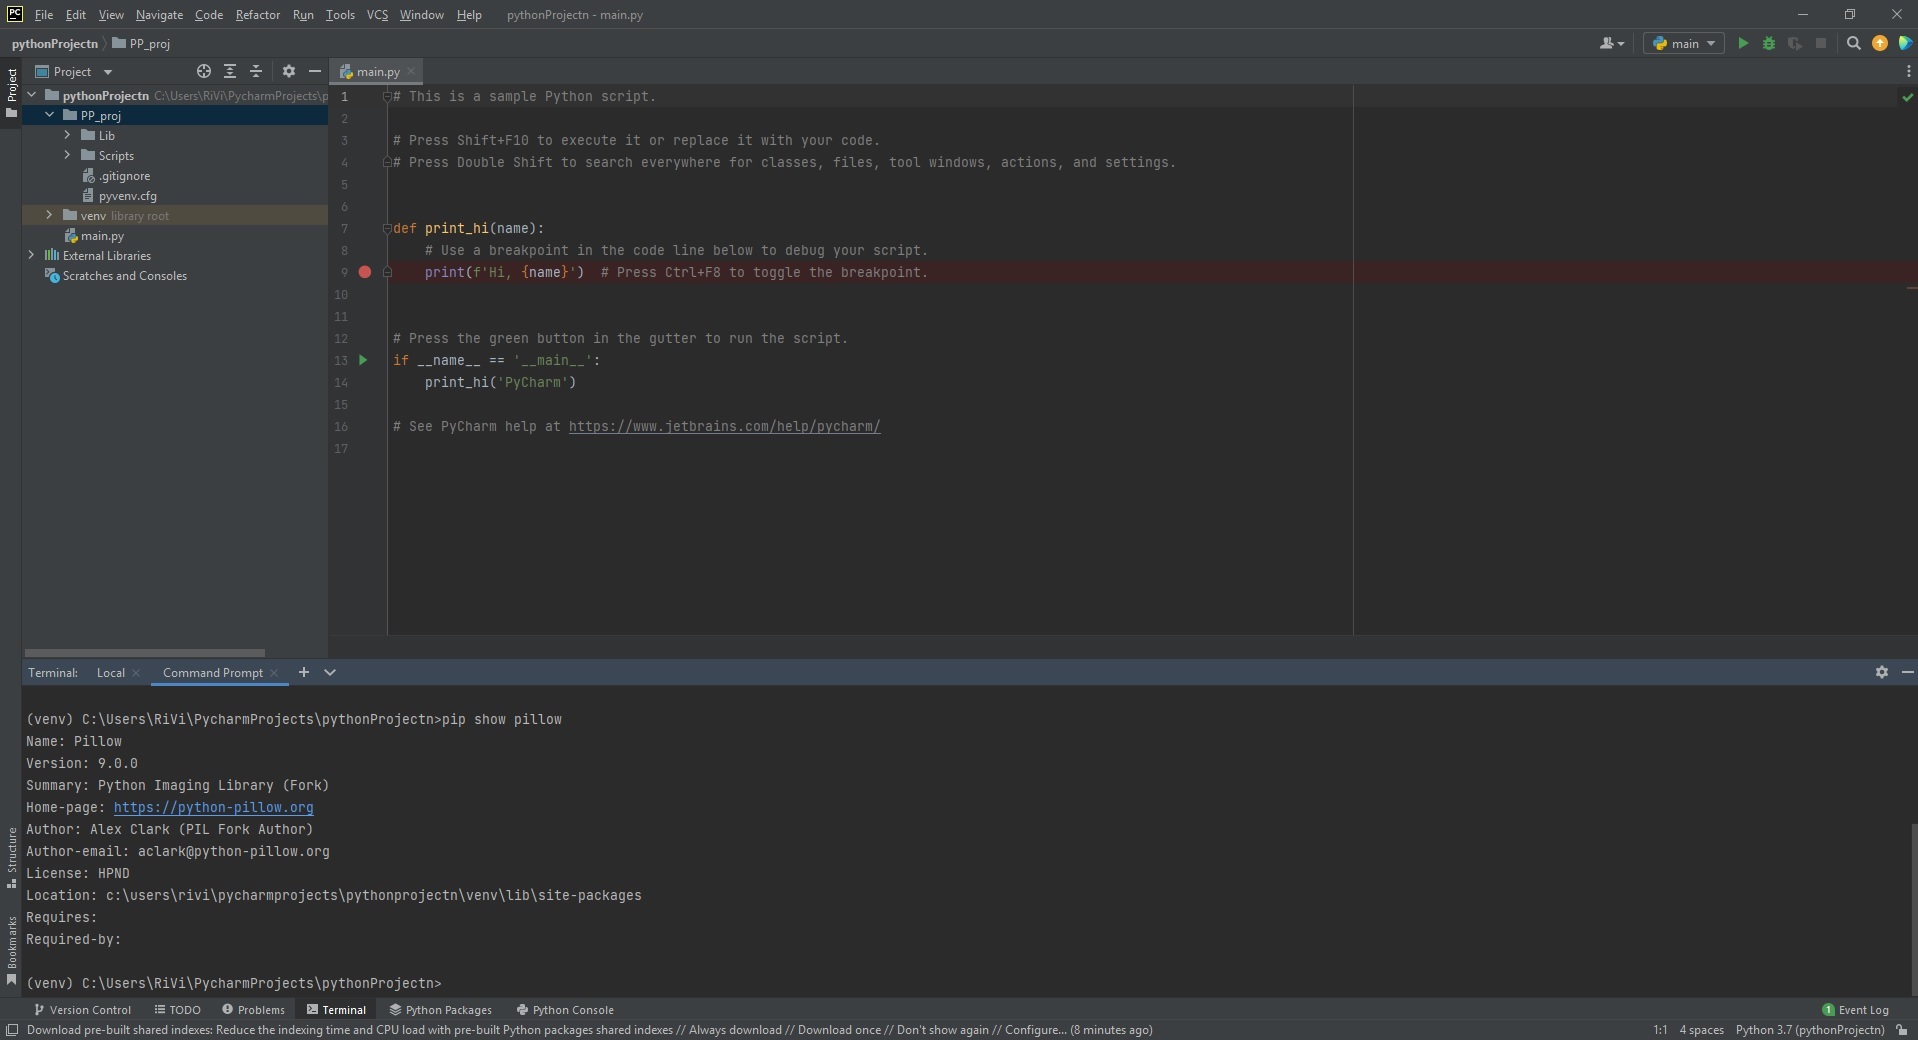 PC File Edit View Navigate Code Refactor Run Tools VCS Window Help pythonProjectn - main.py
pythonProjectn PP_proj main
Project
Project
main.py
pythonProjectn C:\Users\RiVi\PycharmProjects\p
PP_proj
Lib
Scripts
.gitignore
pyvenv.cfg
venv library root
main.py
External Libraries
Scratches and Consoles
1 # This is a sample Python script.
2
3 # Press Shift+F10 to execute it or replace it with your code.
4 # Press Double Shift to search everywhere for classes, files, tool windows, actions, and settings.
5
6
7 def print_hi(name):
8 # Use a breakpoint in the code line below to debug your script.
9 print(f'Hi, {name}') # Press Ctrl+F8 to toggle the breakpoint.
10
11
12 # Press the green button in the gutter to run the script.
13 if __name__ == '__main__':
14 print_hi('PyCharm')
15
16 # See PyCharm help at https://www.jetbrains.com/help/pycharm/
17
Terminal: Local Command Prompt
(venv) C:\Users\RiVi\PycharmProjects\pythonProjectn>pip show pillow
Name: Pillow
Version: 9.0.0
Summary: Python Imaging Library (Fork)
Home-page: https://python-pillow.org
Author: Alex Clark (PIL Fork Author)
Author-email: aclark@python-pillow.org
License: HPND
Location: c:\users\rivi\pycharmprojects\pythonprojectn\venv\lib\site-packages
Requires:
Required-by:
(venv) C:\Users\RiVi\PycharmProjects\pythonProjectn>
Structure
Bookmarks
Version Control TODO Problems Terminal Python Packages Python Console 1 Event Log
Download pre-built shared indexes: Reduce the indexing time and CPU load with pre-built Python packages shared indexes // Always download // Download once // Don't show again // Configure... (8 minutes ago) 1:1 4 spaces Python 3.7 (pythonProjectn)